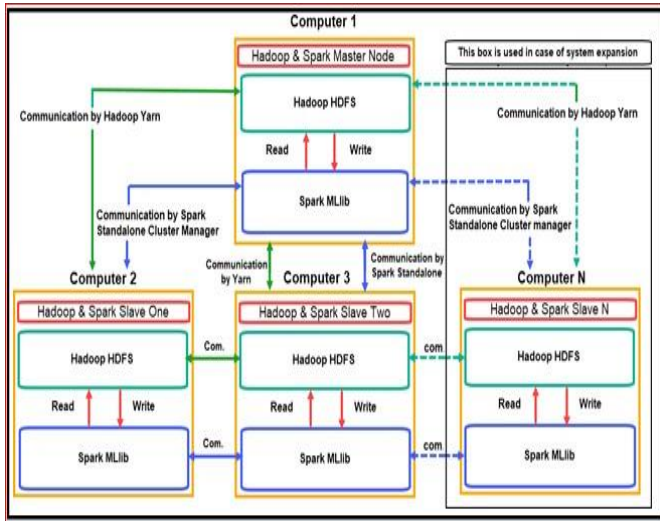 Computer 1
This box is used in case of system expansion
Hadoop & Spark Master Node
Hadoop HDFS
Communication by Hadoop Yarn
Communication by Hadoop Yarn
Read
Write
Spark MLlib
Communication by Spark
Standalone Cluster Manager
Communication by Spark
Standalone Cluster manager
Communication
by Yarn
Communication by
Spark Standalone
Computer 2
Computer 3
Computer N
Hadoop & Spark Slave One
Hadoop & Spark Slave Two
Hadoop & Spark Slave N
Hadoop HDFS
Com.
Hadoop HDFS
com.
Hadoop HDFS
Read
Write
Read
Write
Read
Write
Spark MLlib
Com.
Spark MLlib
com.
Spark MLlib